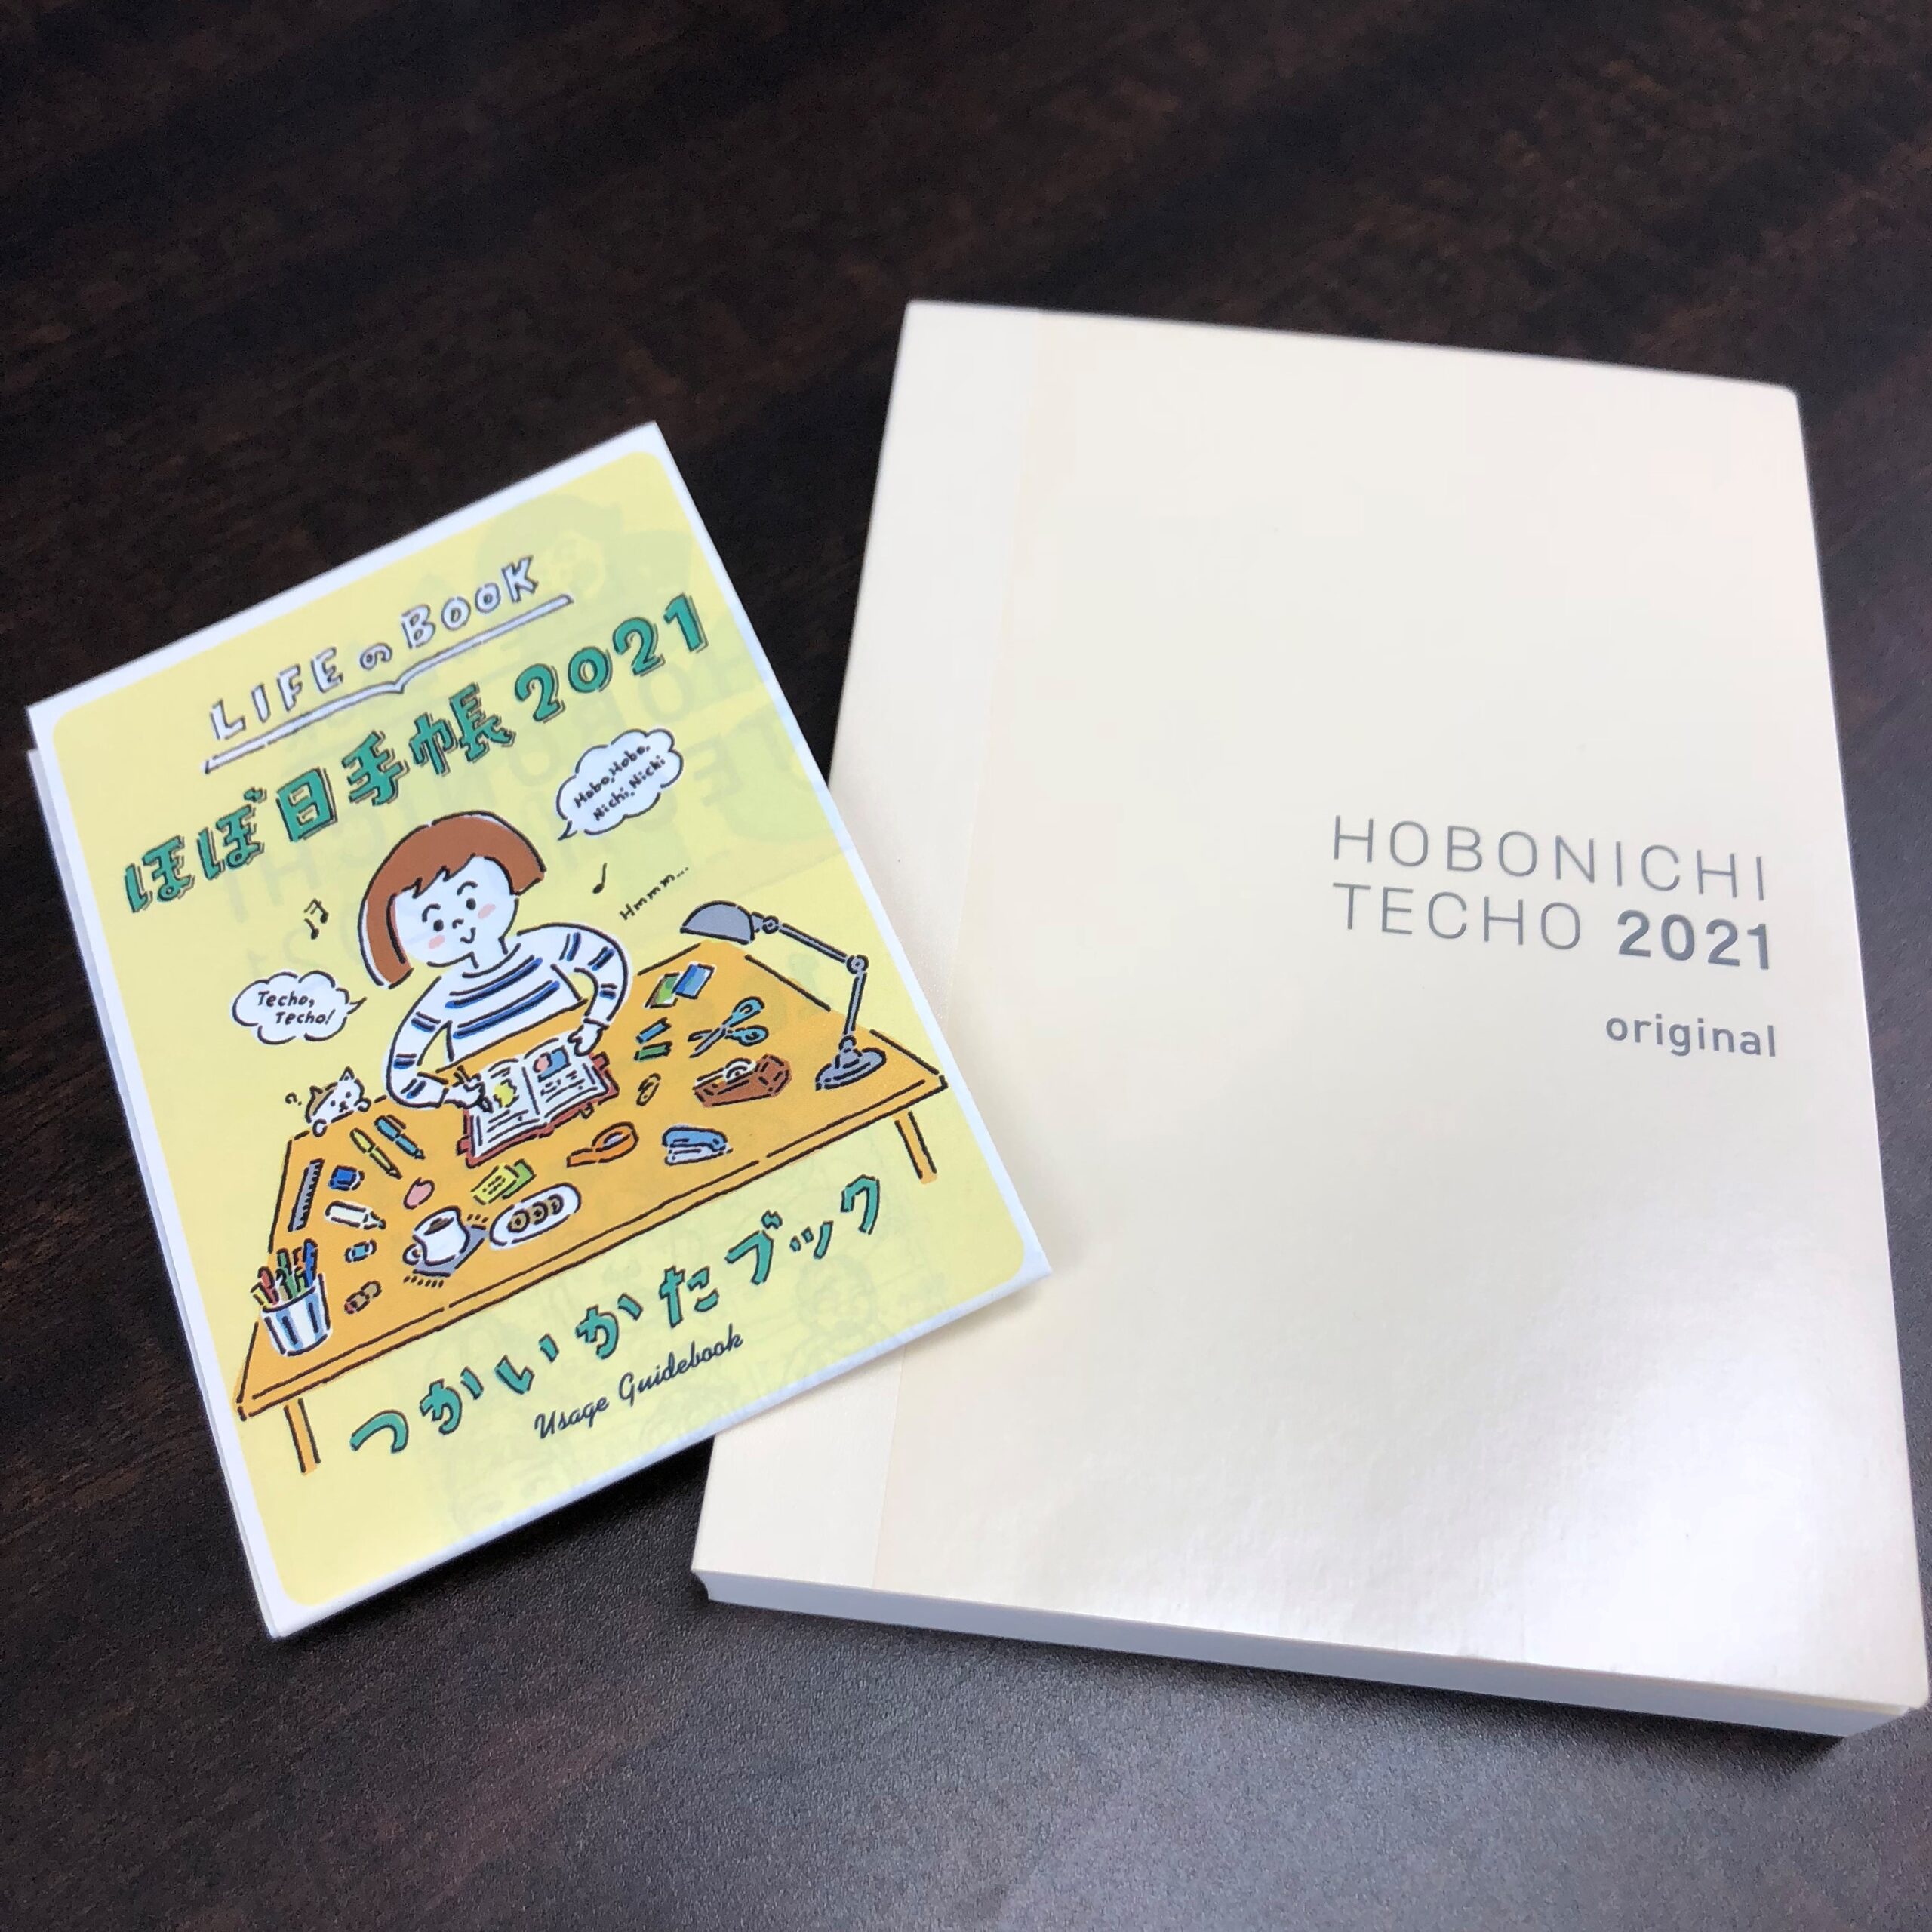 LIFEのBOOK
ほぼ日手帳2021
Hobo,Hobo,
Nichi,Nichi
Hmmm...
Techo,
Techo!
つかいかたブック
Usage Guidebook
HOBONICHI
TECHO 2021
original